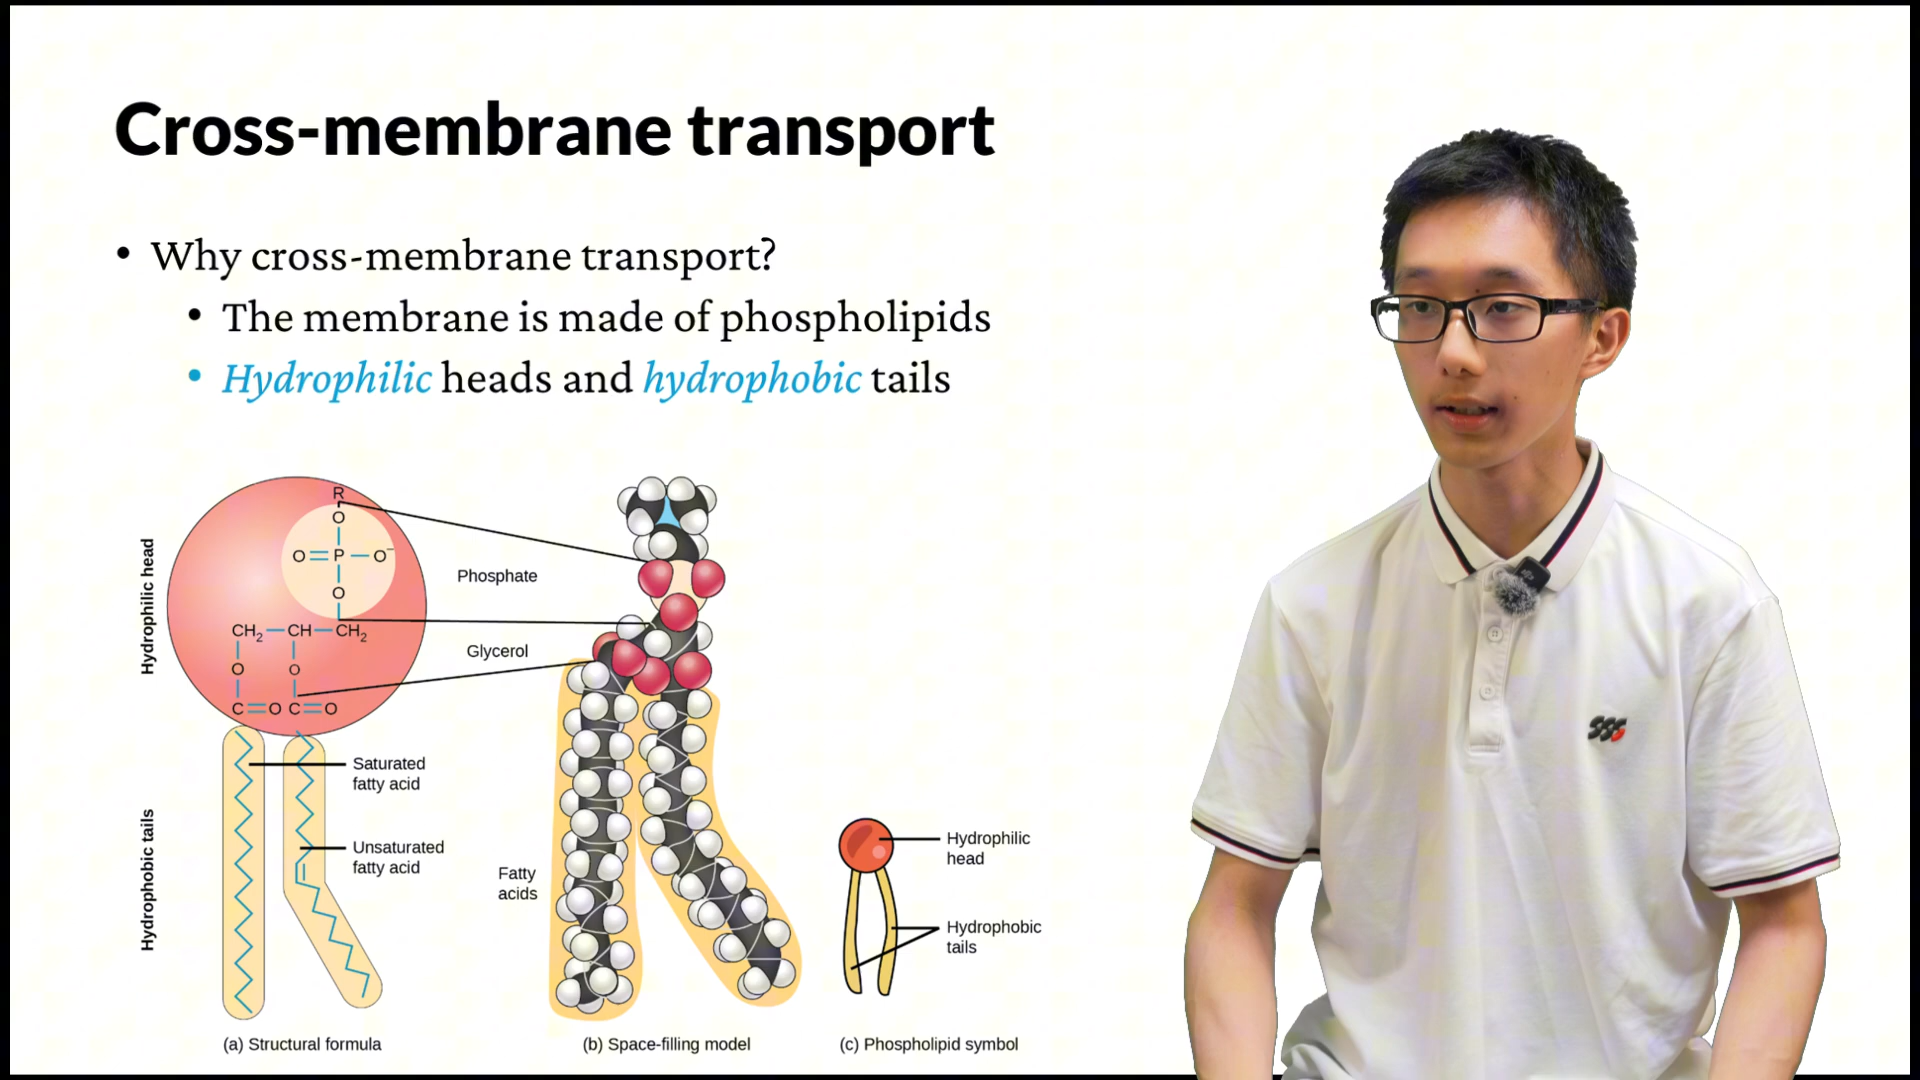 Cross-membrane transport
• Why cross-membrane transport?
• The membrane is made of phospholipids
• Hydrophilic heads and hydrophobic tails
Hydrophilic head
Hydrophobic tails
R
O
O=P—O⁻
O
CH₂—CH—CH₂
O O
C=O C=O
Phosphate
Glycerol
Saturated
fatty acid
Unsaturated
fatty acid
Fatty
acids
Hydrophilic
head
Hydrophobic
tails
(a) Structural formula
(b) Space-filling model
(c) Phospholipid symbol
SSS